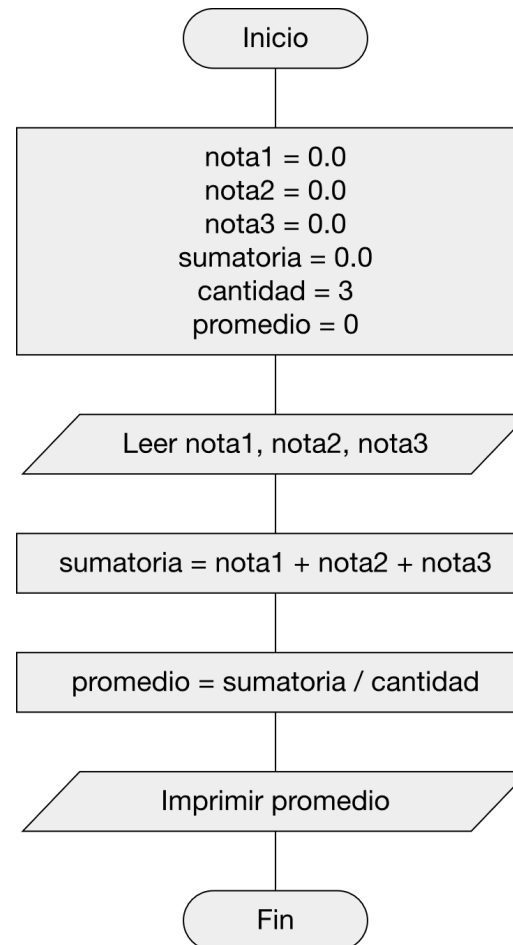 Inicio
nota1 = 0.0
nota2 = 0.0
nota3 = 0.0
sumatoria = 0.0
cantidad = 3
promedio = 0
Leer nota1, nota2, nota3
sumatoria = nota1 + nota2 + nota3
promedio = sumatoria / cantidad
Imprimir promedio
Fin